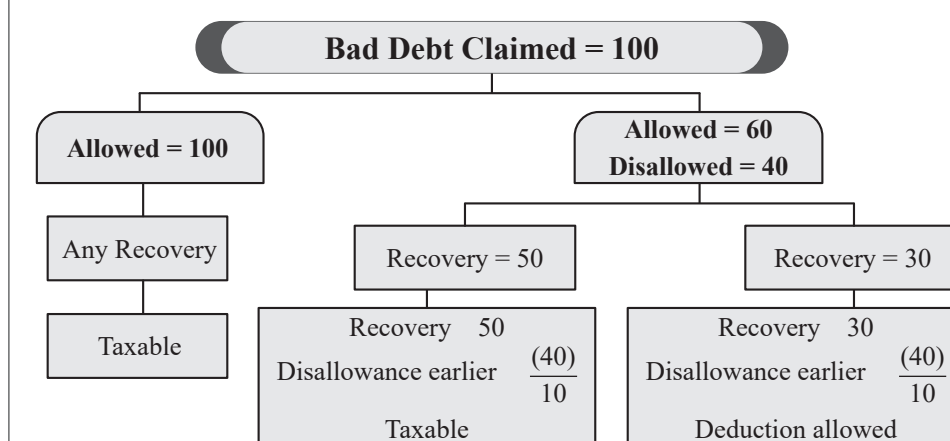 Bad Debt Claimed = 100
Allowed = 100
Allowed = 60
Disallowed = 40
Any Recovery
Recovery = 50
Recovery = 30
Taxable
Recovery 50
Disallowance earlier (40)
10
Taxable
Recovery 30
Disallowance earlier (40)
10
Deduction allowed